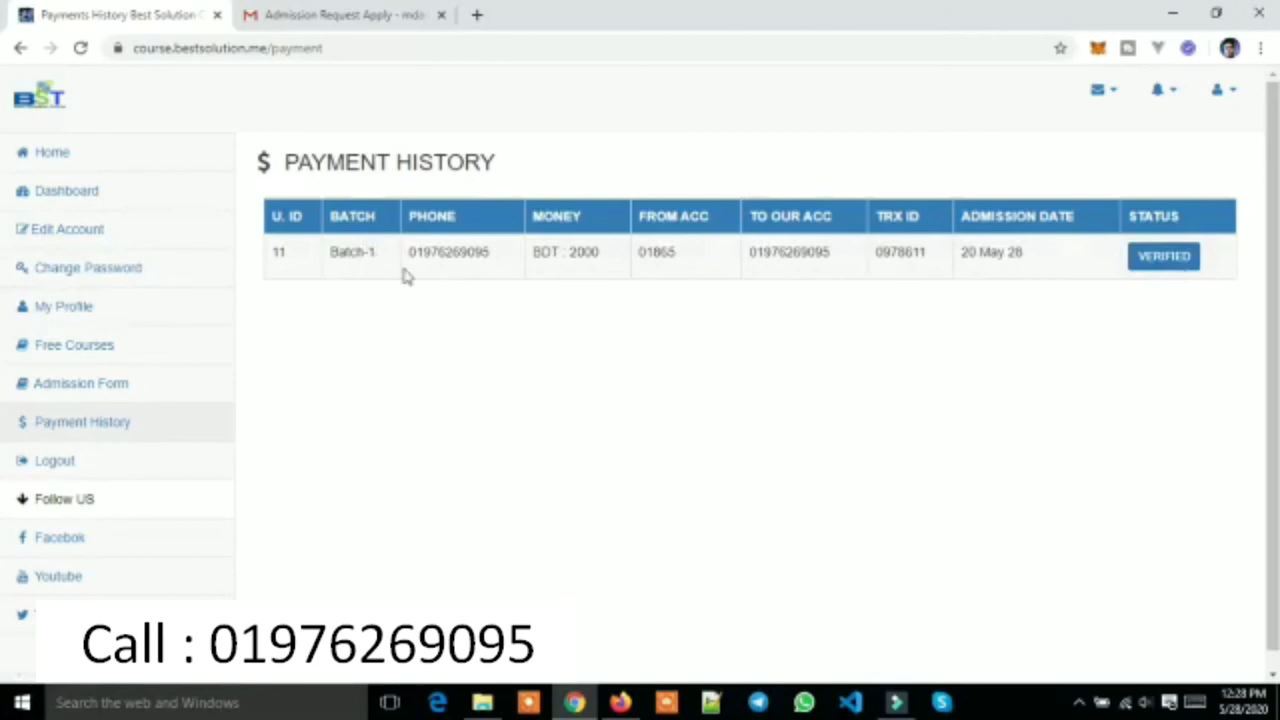 Payments History Best Solution C
Admission Request Apply - mda
course.bestsolution.me/payment
BST
Home
Dashboard
Edit Account
Change Password
My Profile
Free Courses
Admission Form
Payment History
Logout
Follow US
Facebok
Youtube
$ PAYMENT HISTORY
U. ID BATCH PHONE MONEY FROM ACC TO OUR ACC TRX ID ADMISSION DATE STATUS
11 Batch-1 01976269095 BDT : 2000 01865 01976269095 0978611 20 May 28 VERIFIED
Call : 01976269095
Search the web and Windows
12:28 PM
5/28/2020